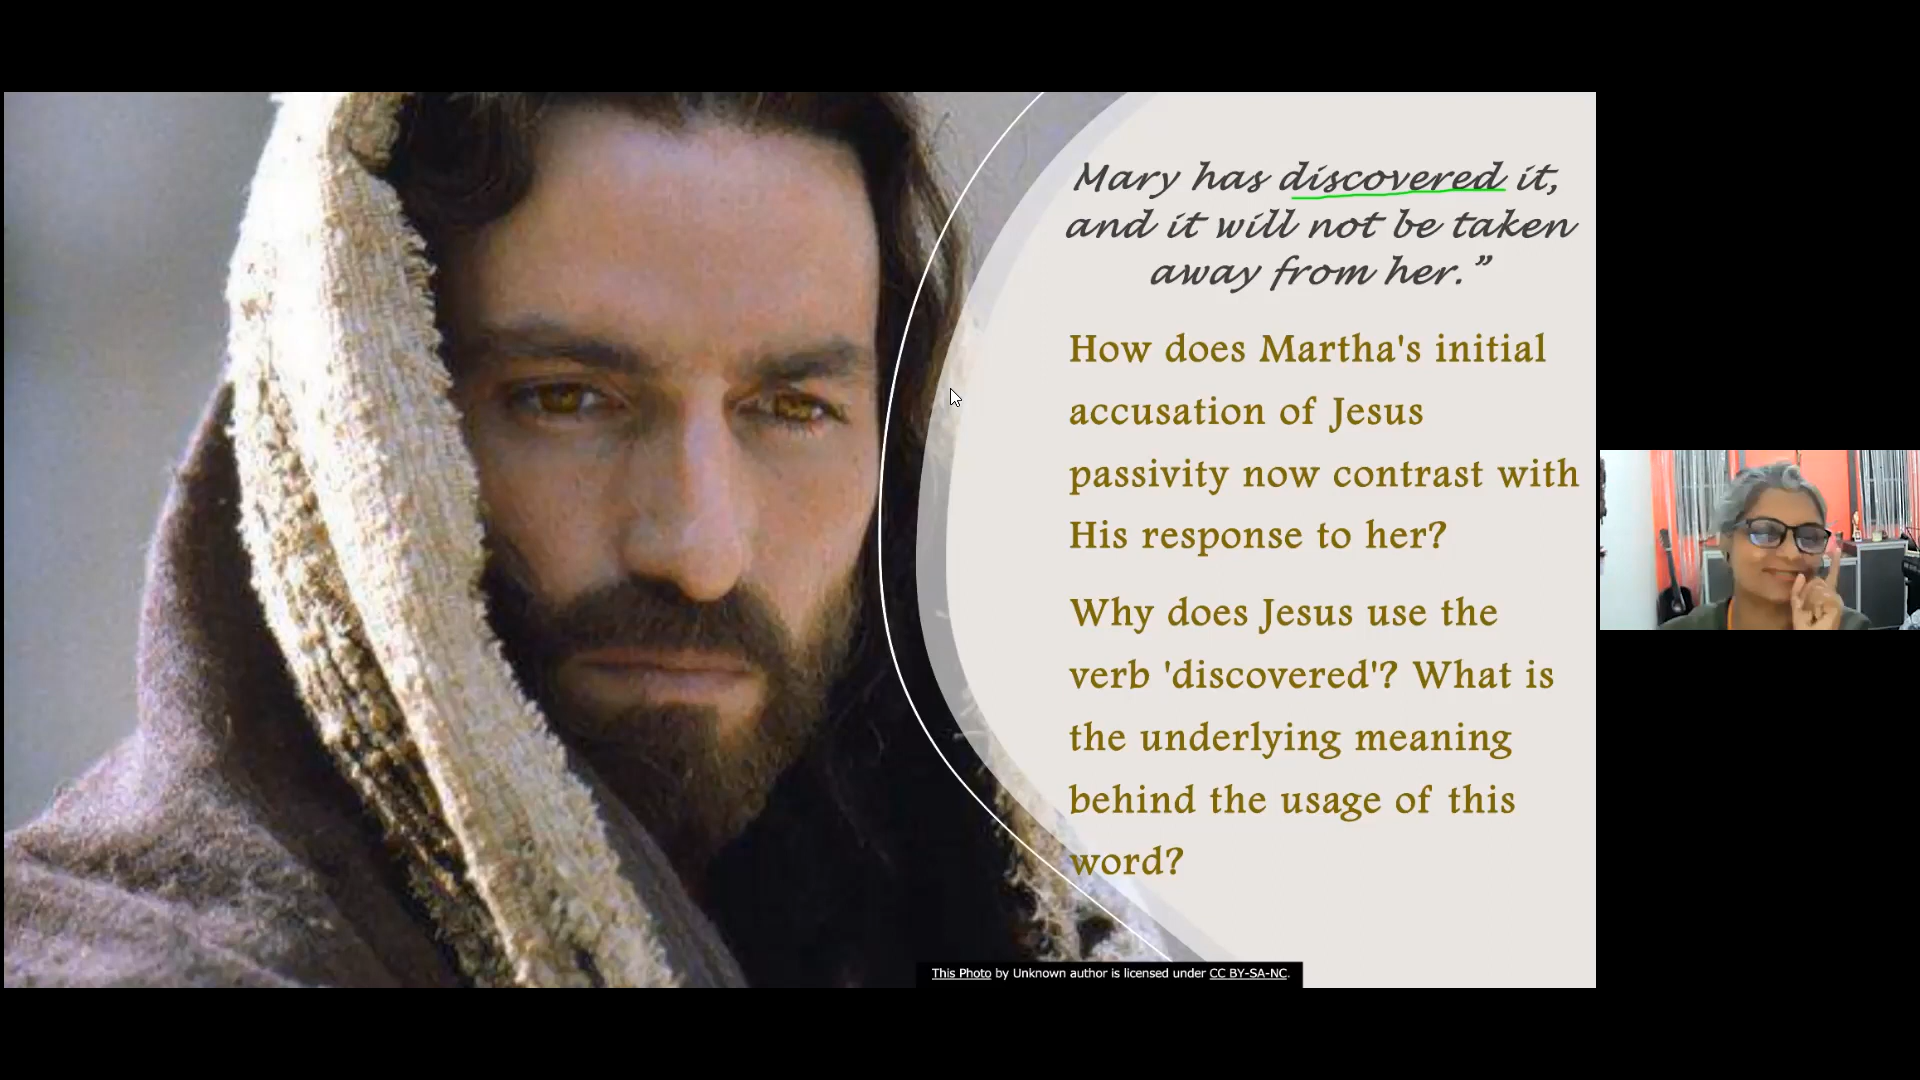 Mary has discovered it,
and it will not be taken
away from her.”
How does Martha's initial
accusation of Jesus
passivity now contrast with
His response to her?
Why does Jesus use the
verb 'discovered'? What is
the underlying meaning
behind the usage of this
word?
This Photo by Unknown author is licensed under CC BY-SA-NC.